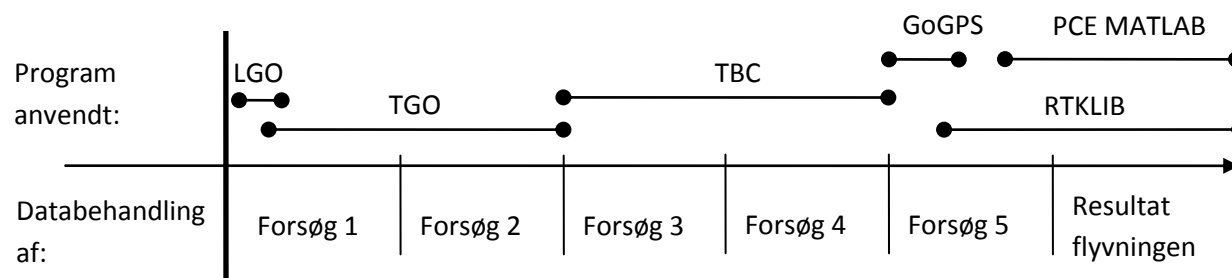 GoGPS
PCE MATLAB
Program
anvendt:
LGO
TBC
TGO
RTKLIB
Databehandling
af:
Forsøg 1
Forsøg 2
Forsøg 3
Forsøg 4
Forsøg 5
Resultat
flyvningen